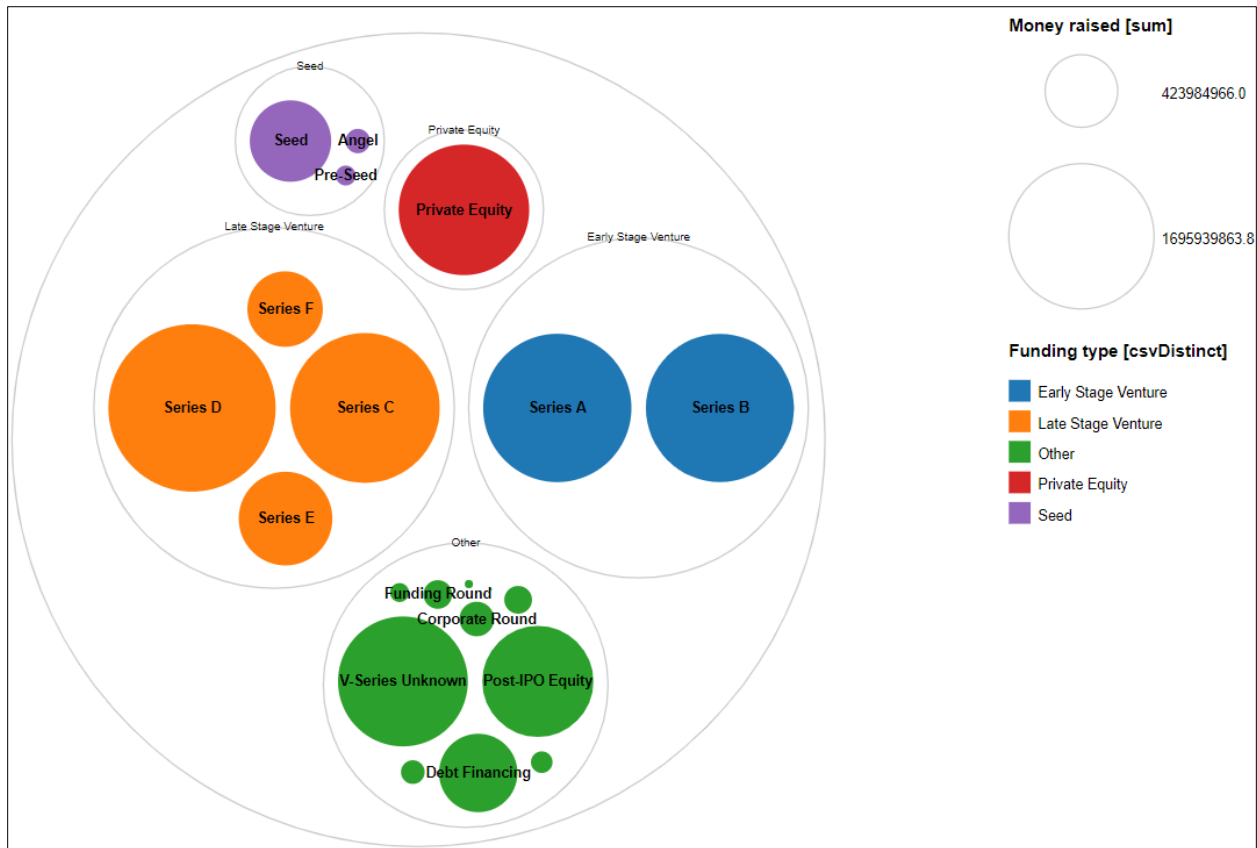 Seed
Seed
Angel
Pre-Seed
Private Equity
Private Equity
Late Stage Venture
Series F
Series D
Series C
Series E
Early Stage Venture
Series A
Series B
Other
Funding Round
Corporate Round
V-Series Unknown
Post-IPO Equity
Debt Financing
Money raised [sum]
423984966.0
1695939863.8
Funding type [csvDistinct]
Early Stage Venture
Late Stage Venture
Other
Private Equity
Seed